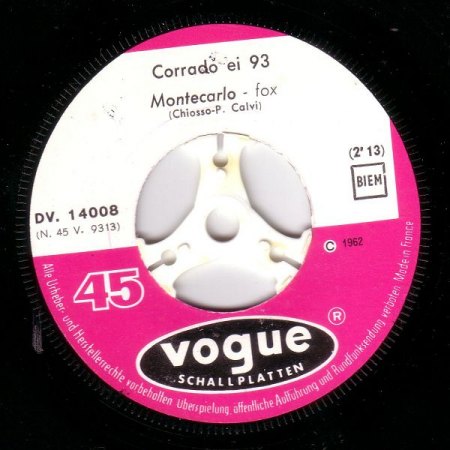 Corrado ei 93
Montecarlo - fox
(Chiosso-P. Calvi)
(2'13)
BIEM
DV. 14008
(N. 45 V. 9313)
© 1962
45
vogue ®
SCHALLPLATTEN
Alle Urheber- und Herstellerrechte vorbehalten Überspielung, öffentliche Aufführung und Rundfunksendung verboten Made in France